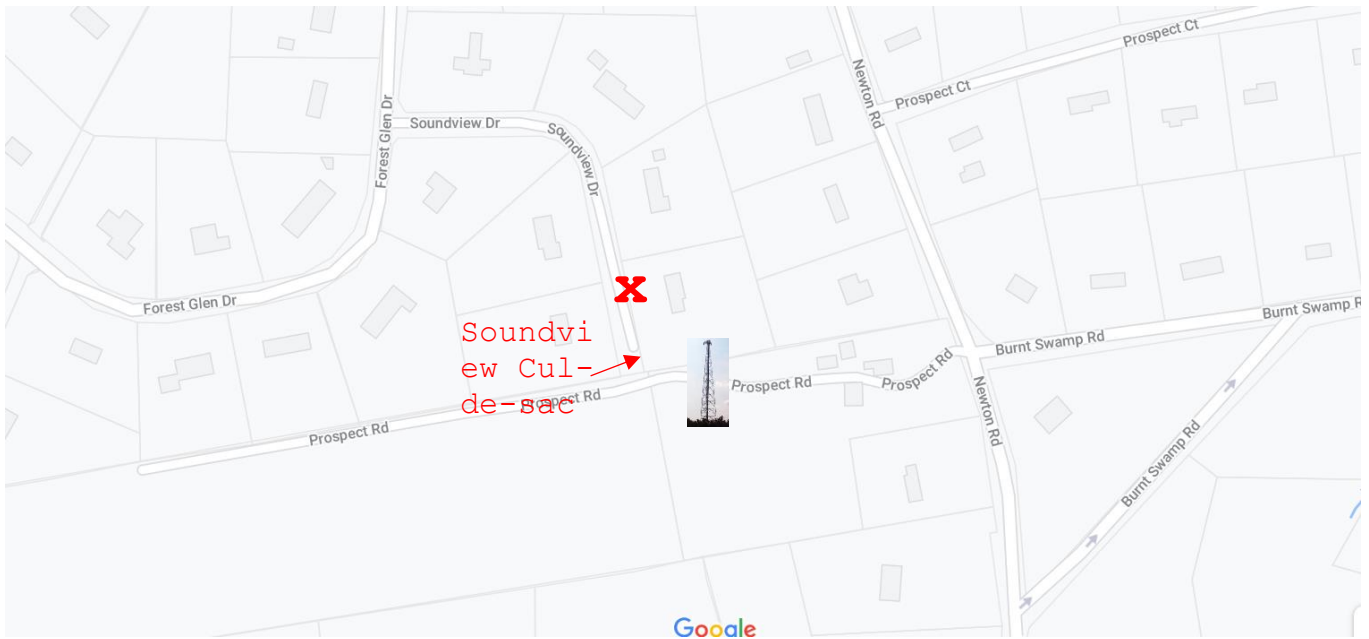 Prospect Ct
Newton Rd
Prospect Ct
Forest Glen Dr
Soundview Dr
Soundview Dr
X
Forest Glen Dr
Soundvi
ew Cul-
de-sac
Burnt Swamp R
Burnt Swamp Rd
Prospect Rd
Prospect Rd
Prospect Rd
Newton Rd
Prospect Rd
Burnt Swamp Rd
Google